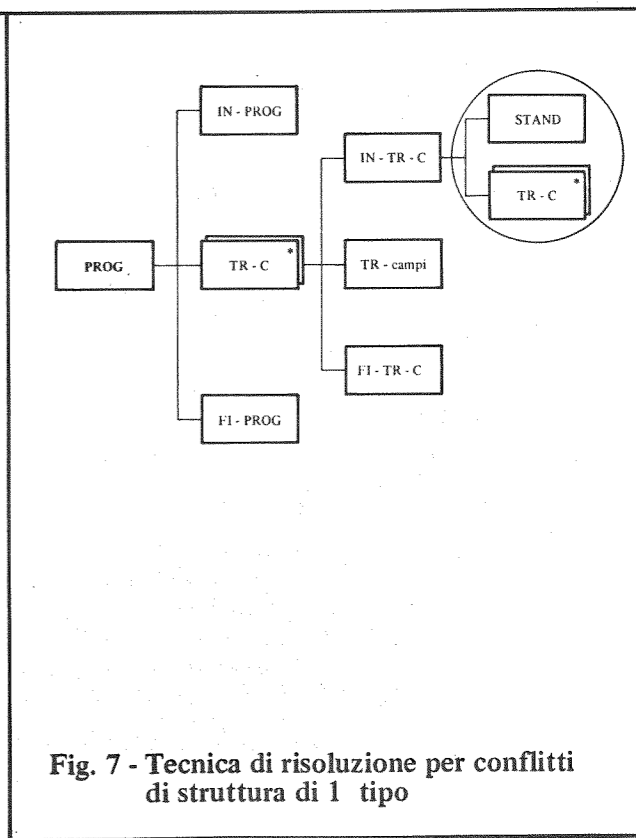 IN - PROG
STAND
IN - TR - C
TR - C *
PROG
TR - C *
TR - campi
FI - TR - C
FI - PROG
Fig. 7 - Tecnica di risoluzione per conflitti
di struttura di 1 tipo